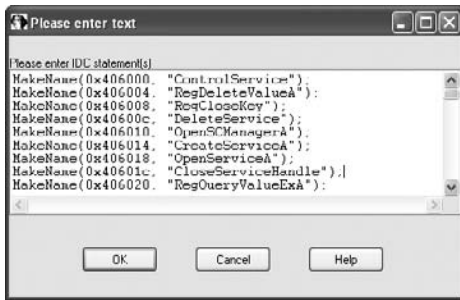 Please enter text
Please enter IDC statement(s)
MakeName(0x406000, "ControlService");
MakeName(0x406004, "RegDeleteValueA");
MakeName(0x406008, "RegCloseKey");
MakeName(0x40600c, "DeleteService");
MakeName(0x406010, "OpenSCManagerA");
MakeName(0x406014, "CreateServiceA");
MakeName(0x406018, "OpenServiceA");
MakeName(0x40601c, "CloseServiceHandle");
MakeName(0x406020, "RegQueryValueExA");
OK Cancel Help